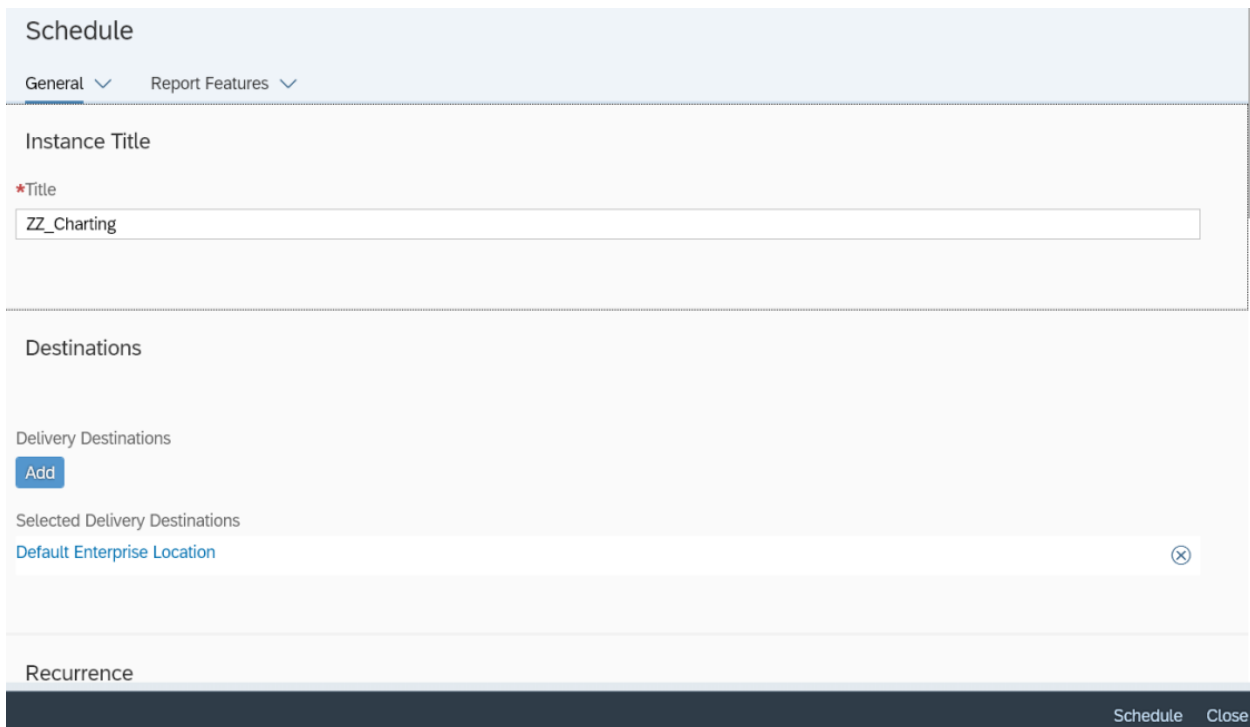 Schedule
General Report Features
Instance Title
*Title
ZZ_Charting
Destinations
Delivery Destinations
Add
Selected Delivery Destinations
Default Enterprise Location
Recurrence
Schedule Close